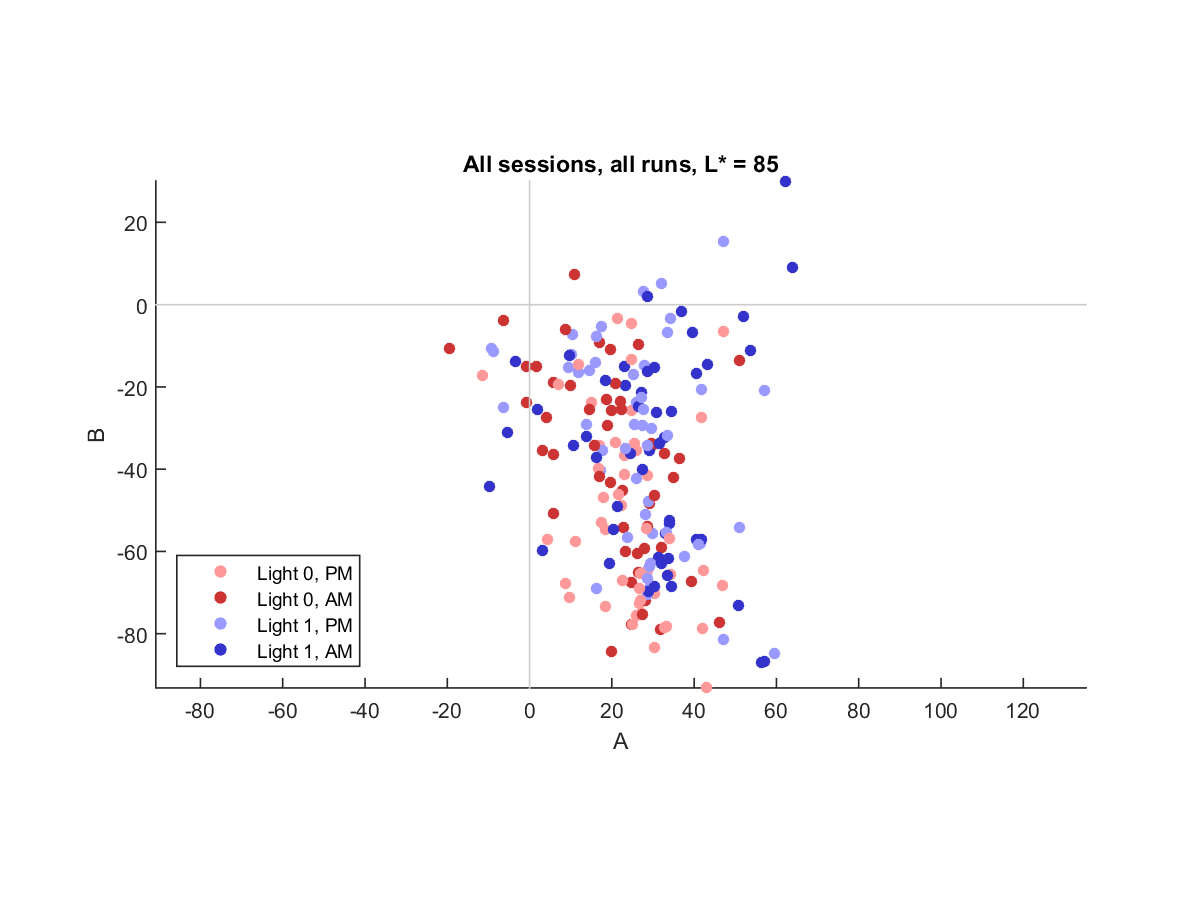 All sessions, all runs, L* = 85
20
0
-20
-40
-60
-80
B
Light 0, PM
Light 0, AM
Light 1, PM
Light 1, AM
-80 -60 -40 -20 0 20 40 60 80 100 120
A